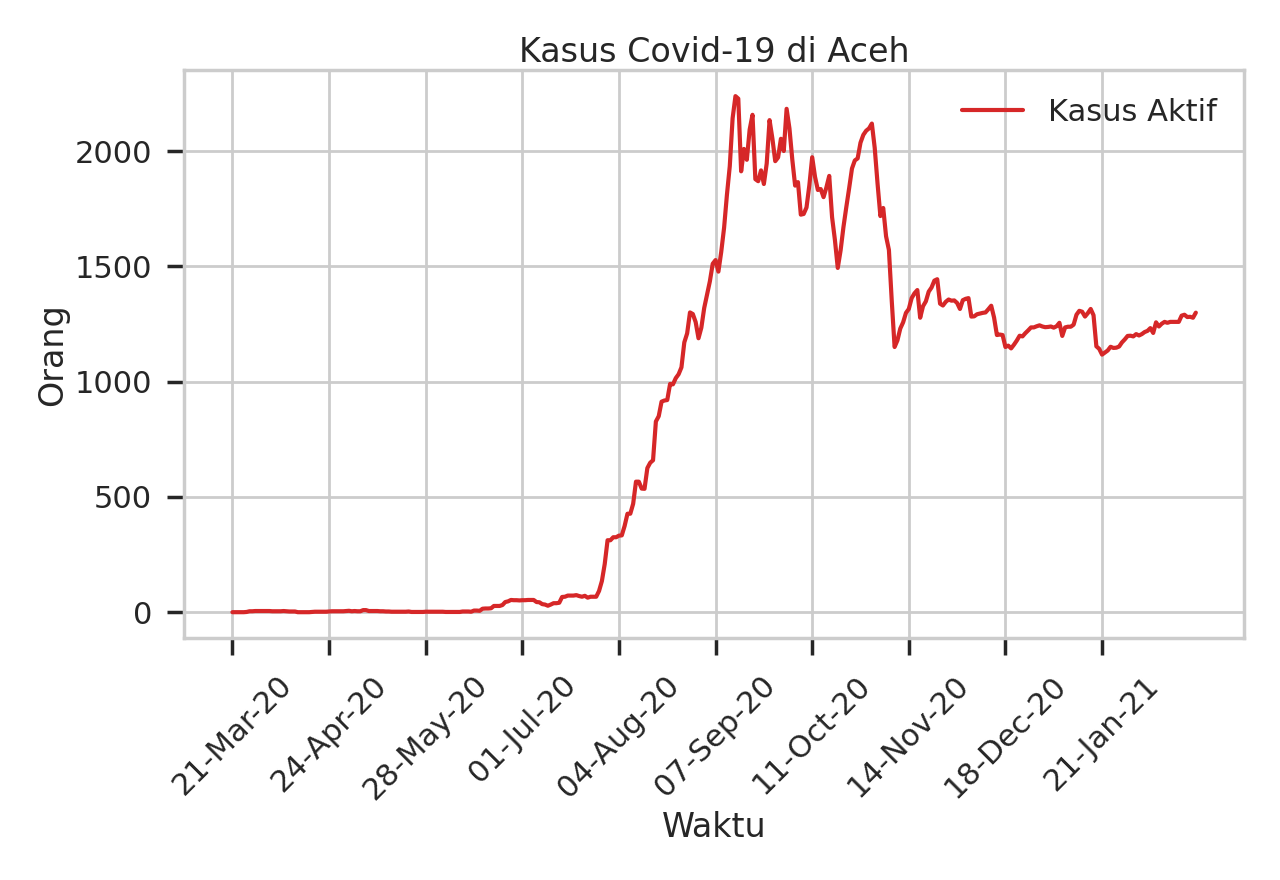 Kasus Covid-19 di Aceh
Kasus Aktif
2000
1500
1000
500
0
Orang
21-Mar-20
24-Apr-20
28-May-20
01-Jul-20
04-Aug-20
07-Sep-20
11-Oct-20
14-Nov-20
18-Dec-20
21-Jan-21
Waktu